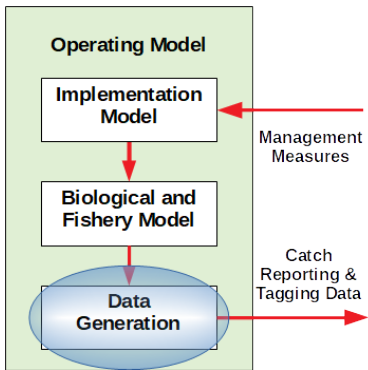 Operating Model
Implementation
Model
Management
Measures
Biological and
Fishery Model
Catch
Reporting &
Tagging Data
Data
Generation